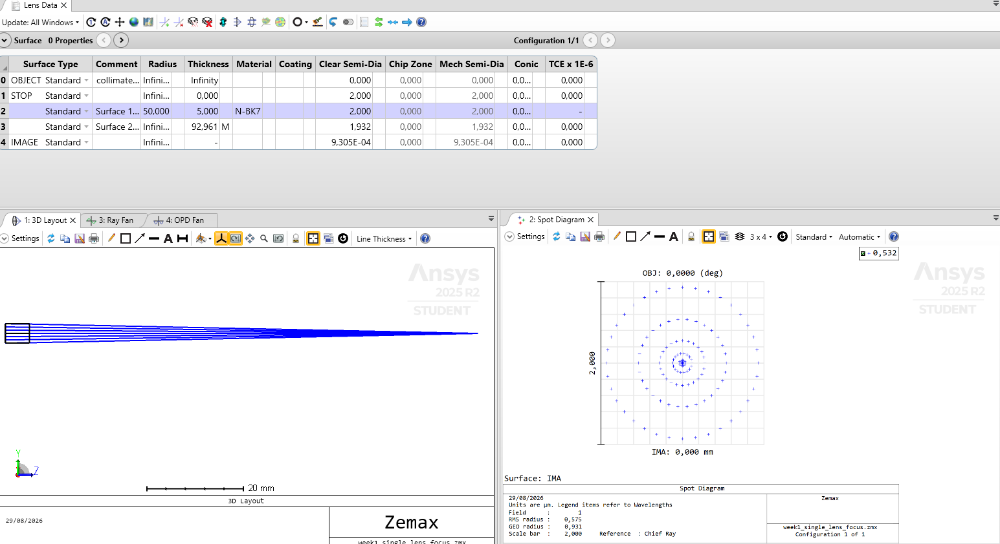 Lens Data
Update: All Windows
Surface 0 Properties
Configuration 1/1
Surface Type Comment Radius Thickness Material Coating Clear Semi-Dia Chip Zone Mech Semi-Dia Conic TCE x 1E-6
0 OBJECT Standard collimate... Infini... Infinity 0,000 0,000 0,000 0,0... 0,000
1 STOP Standard Infini... 0,000 2,000 0,000 2,000 0,0... 0,000
2 Standard Surface 1... 50,000 5,000 N-BK7 2,000 0,000 2,000 0,0... -
3 Standard Surface 2... Infini... 92,961 M 1,932 0,000 1,932 0,0... 0,000
4 IMAGE Standard Infini... - 9,305E-04 0,000 9,305E-04 0,0... 0,000
1: 3D Layout
3: Ray Fan
4: OPD Fan
Settings
Line Thickness
Ansys
2025 R2
STUDENT
Y
Z
20 mm
3D Layout
29/08/2026
Zemax
week1_single_lens_focus.zmx
2: Spot Diagram
Settings
3 x 4
Standard
Automatic
+ 0,532
Ansys
2025 R2
STUDENT
OBJ: 0,0000 (deg)
2,000
IMA: 0,000 mm
Surface: IMA
Spot Diagram
29/08/2026
Units are µm. Legend items refer to Wavelengths
Field : 1
RMS radius : 0,575
GEO radius : 0,931
Scale bar : 2,000 Reference : Chief Ray
Zemax
week1_single_lens_focus.zmx
Configuration 1 of 1